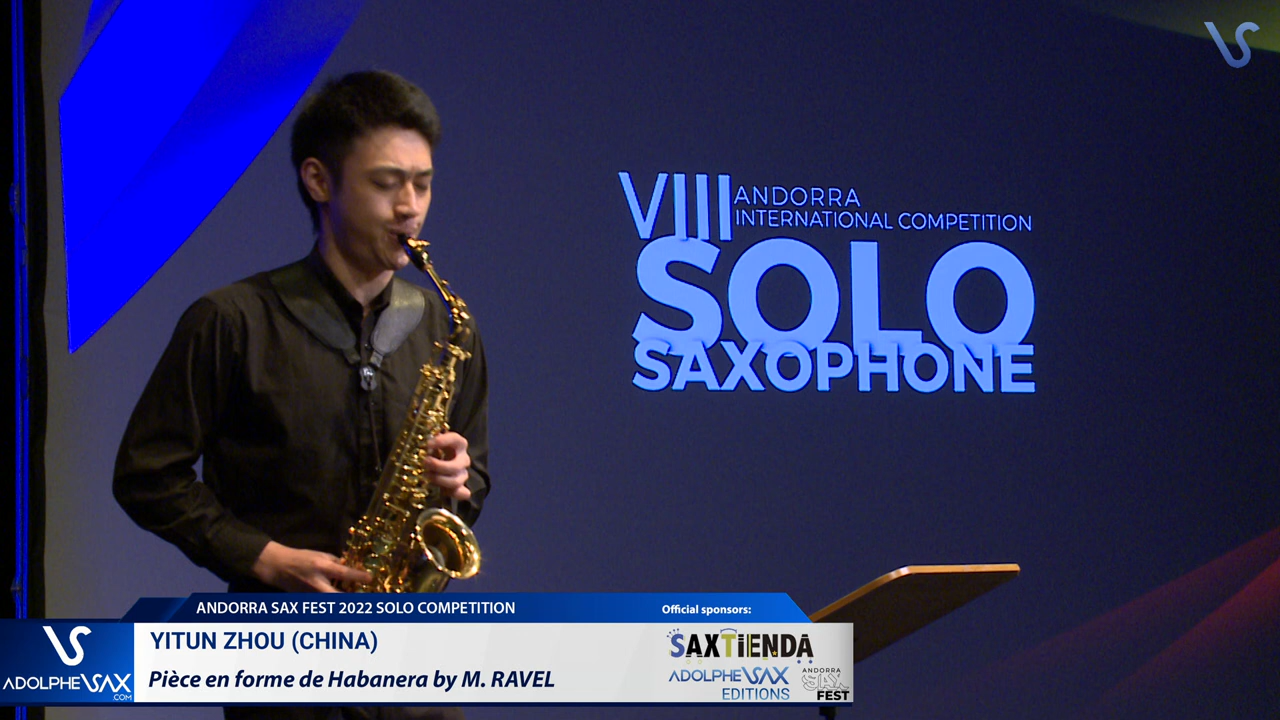 VIII ANDORRA
INTERNATIONAL COMPETITION
SOLO
SAXOPHONE
ANDORRA SAX FEST 2022 SOLO COMPETITION
Official sponsors:
YITUN ZHOU (CHINA)
Pièce en forme de Habanera by M. RAVEL
ADOLPHESAX
.COM
SAXTIENDA
ADOLPHESAX
EDITIONS
ANDORRA
SAX
FEST